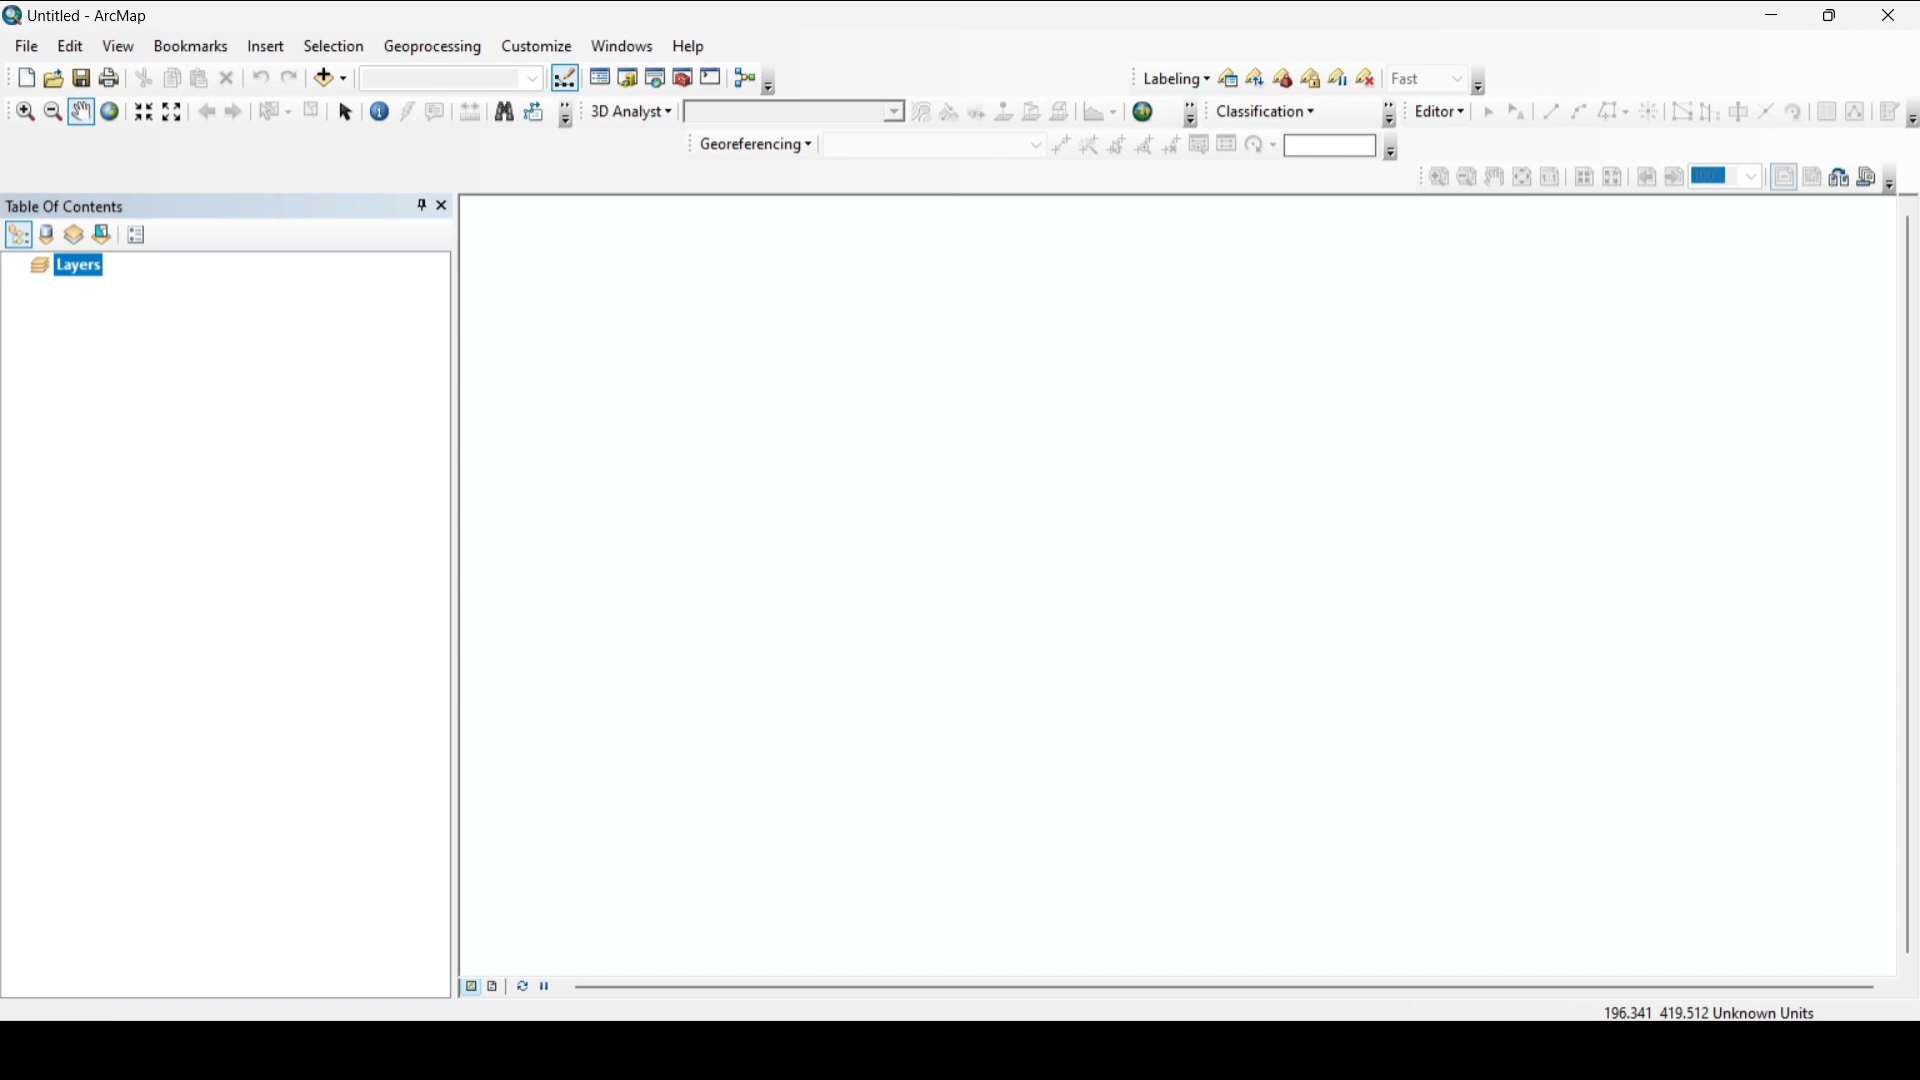 Untitled - ArcMap
File Edit View Bookmarks Insert Selection Geoprocessing Customize Windows Help
Labeling Fast
3D Analyst Classification Editor
Georeferencing
Table Of Contents
Layers
196.341 419.512 Unknown Units